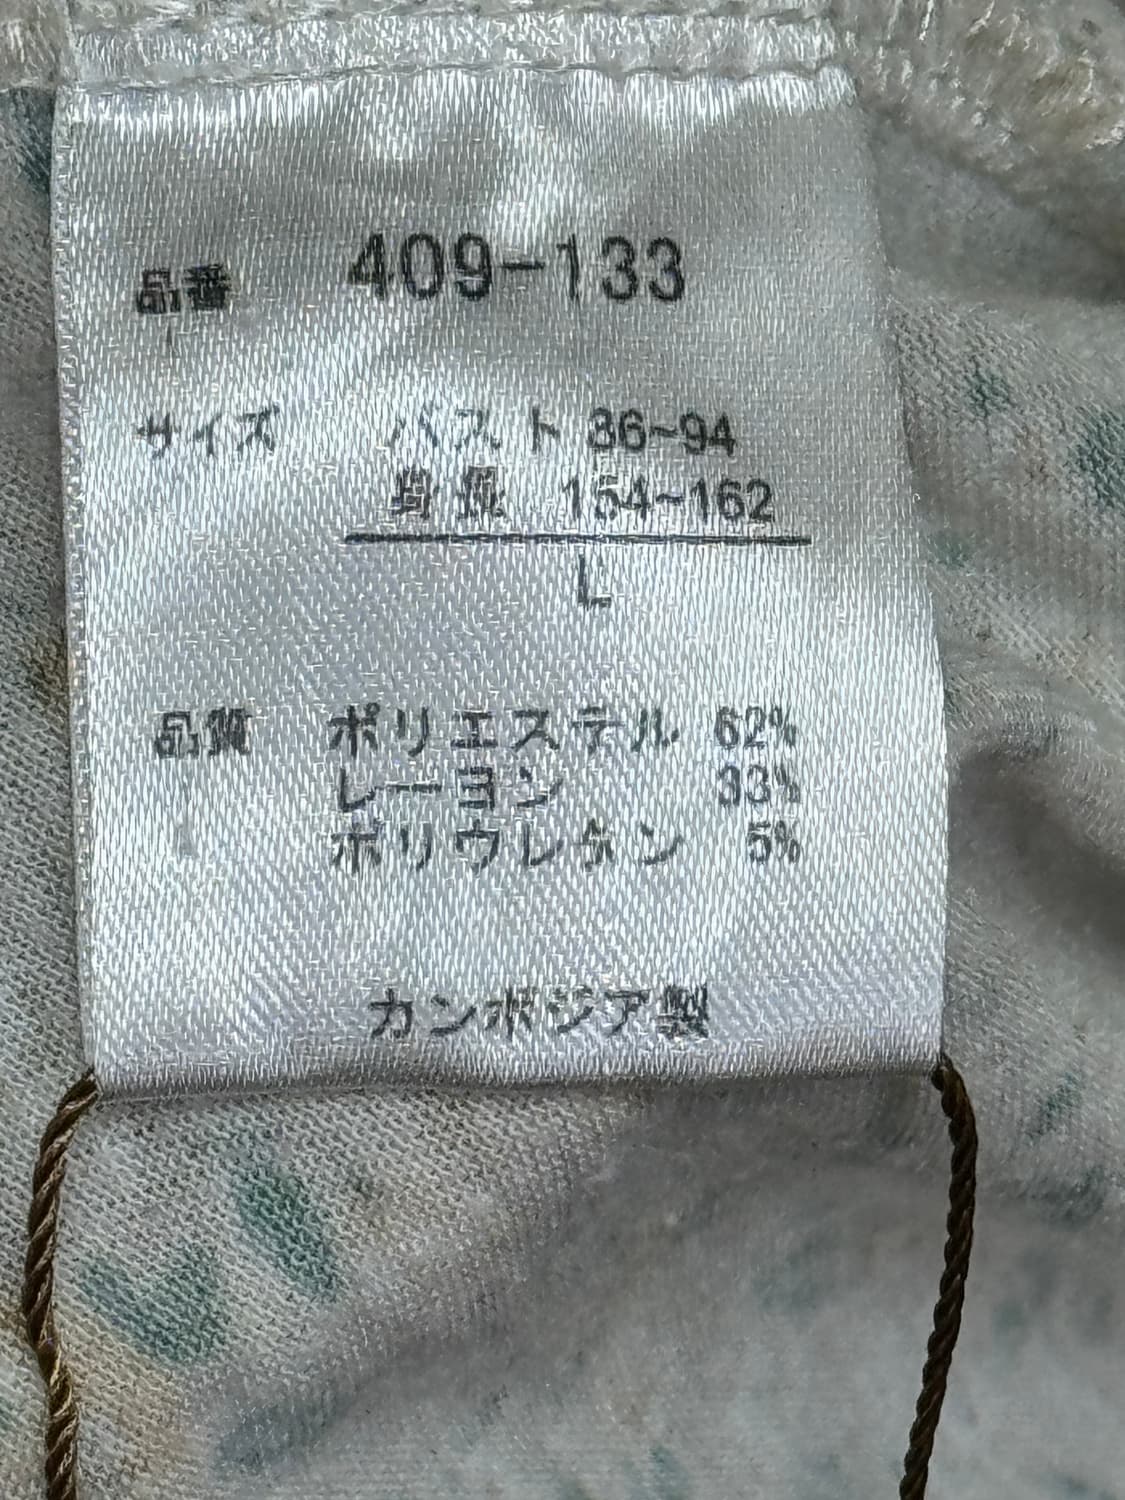 品番 409-133
サイズ バスト 86~94
身長 154~162
L
品質 ポリエステル 62%
レーヨン 33%
ポリウレタン 5%
カンボジア製